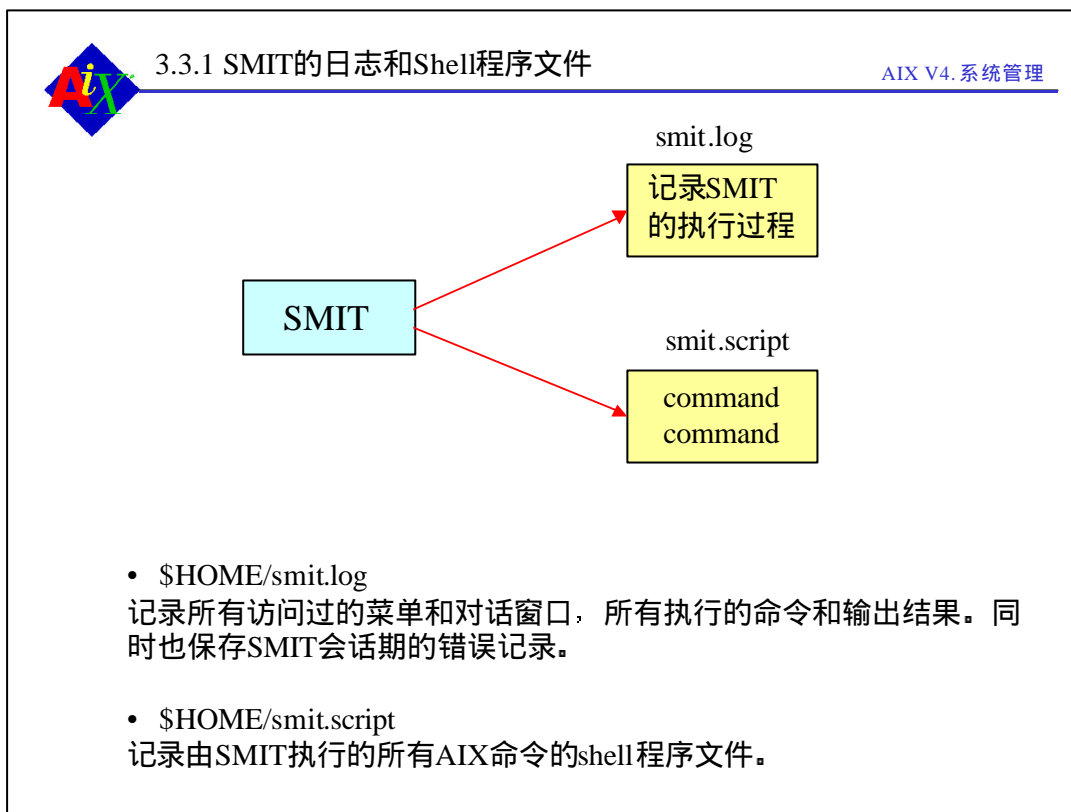 AiX
3.3.1 SMIT的日志和Shell程序文件
AIX V4.系统管理
smit.log
记录SMIT
的执行过程
SMIT
smit.script
command
command
• $HOME/smit.log
记录所有访问过的菜单和对话窗口，所有执行的命令和输出结果。同
时也保存SMIT会话期的错误记录。
• $HOME/smit.script
记录由SMIT执行的所有AIX命令的shell程序文件。